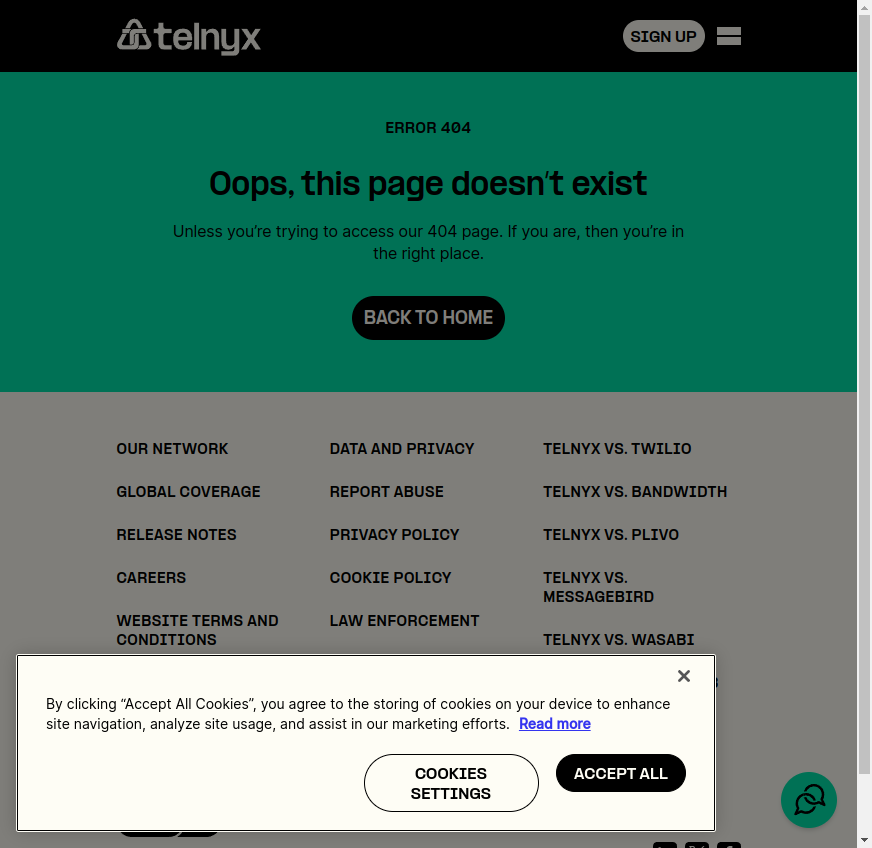 telnyx
SIGN UP
ERROR 404
Oops, this page doesn't exist
Unless you're trying to access our 404 page. If you are, then you're in
the right place.
BACK TO HOME
OUR NETWORK
GLOBAL COVERAGE
RELEASE NOTES
CAREERS
WEBSITE TERMS AND
CONDITIONS
DATA AND PRIVACY
REPORT ABUSE
PRIVACY POLICY
COOKIE POLICY
LAW ENFORCEMENT
TELNYX VS. TWILIO
TELNYX VS. BANDWIDTH
TELNYX VS. PLIVO
TELNYX VS.
MESSAGEBIRD
TELNYX VS. WASABI
By clicking “Accept All Cookies”, you agree to the storing of cookies on your device to enhance
site navigation, analyze site usage, and assist in our marketing efforts. Read more
COOKIES
SETTINGS
ACCEPT ALL